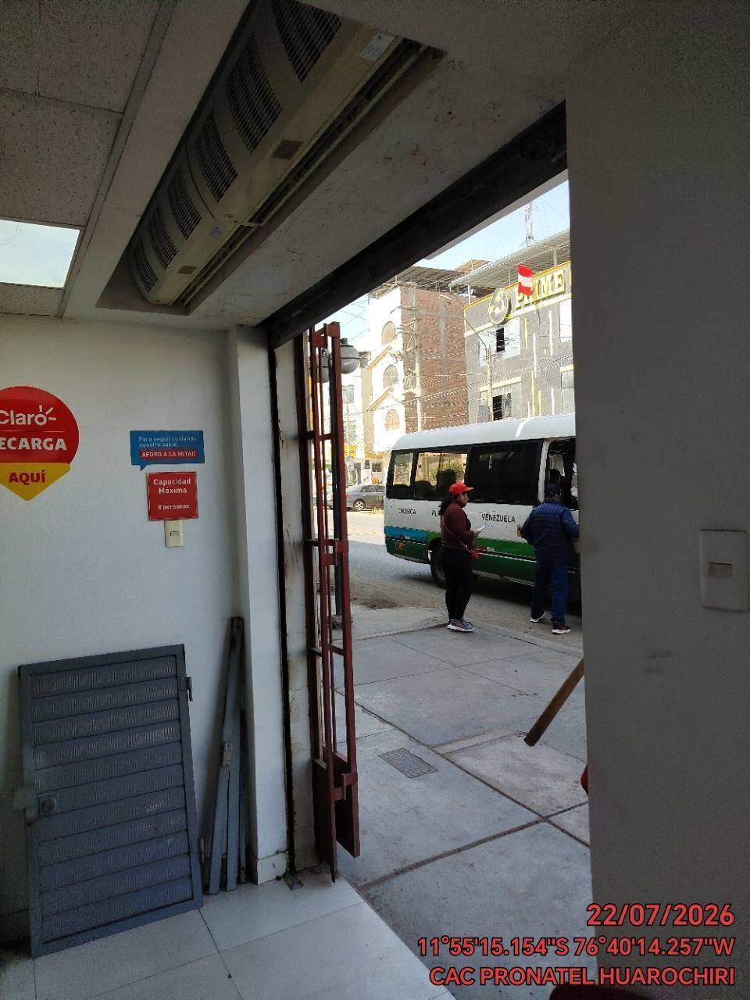 PRIME
Claro
ECARGA
AQUÍ
Para seguir cuidando
nuestra salud,
AFORO A LA MITAD
Capacidad
Máxima
8 personas
CHOSICA
VENEZUELA
22/07/2026
11°55'15.154"S 76°40'14.257"W
CAC PRONATEL HUAROCHIRI